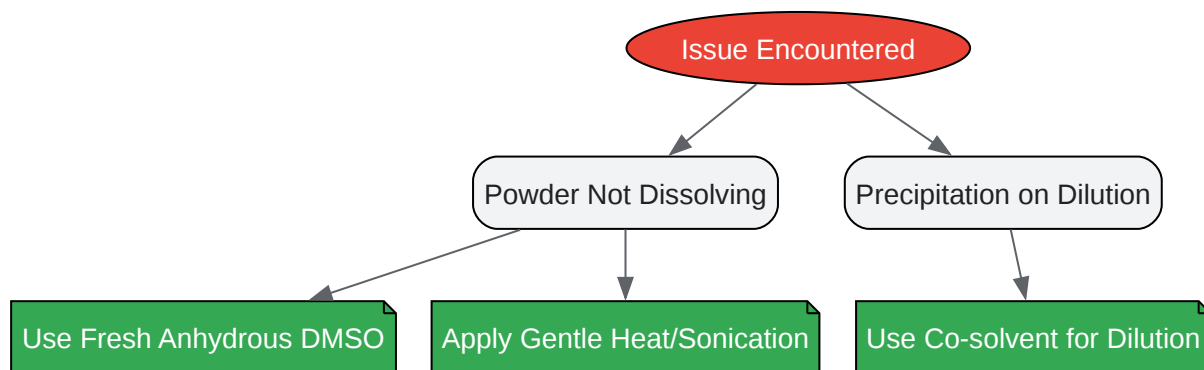 Issue Encountered
Powder Not Dissolving
Precipitation on Dilution
Use Fresh Anhydrous DMSO
Apply Gentle Heat/Sonication
Use Co-solvent for Dilution